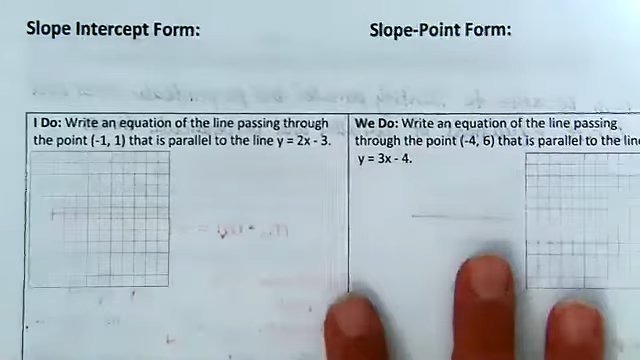 Slope Intercept Form:
Slope-Point Form:
I Do: Write an equation of the line passing through
the point (-1, 1) that is parallel to the line y = 2x - 3.
We Do: Write an equation of the line passing
through the point (-4, 6) that is parallel to the line
y = 3x - 4.